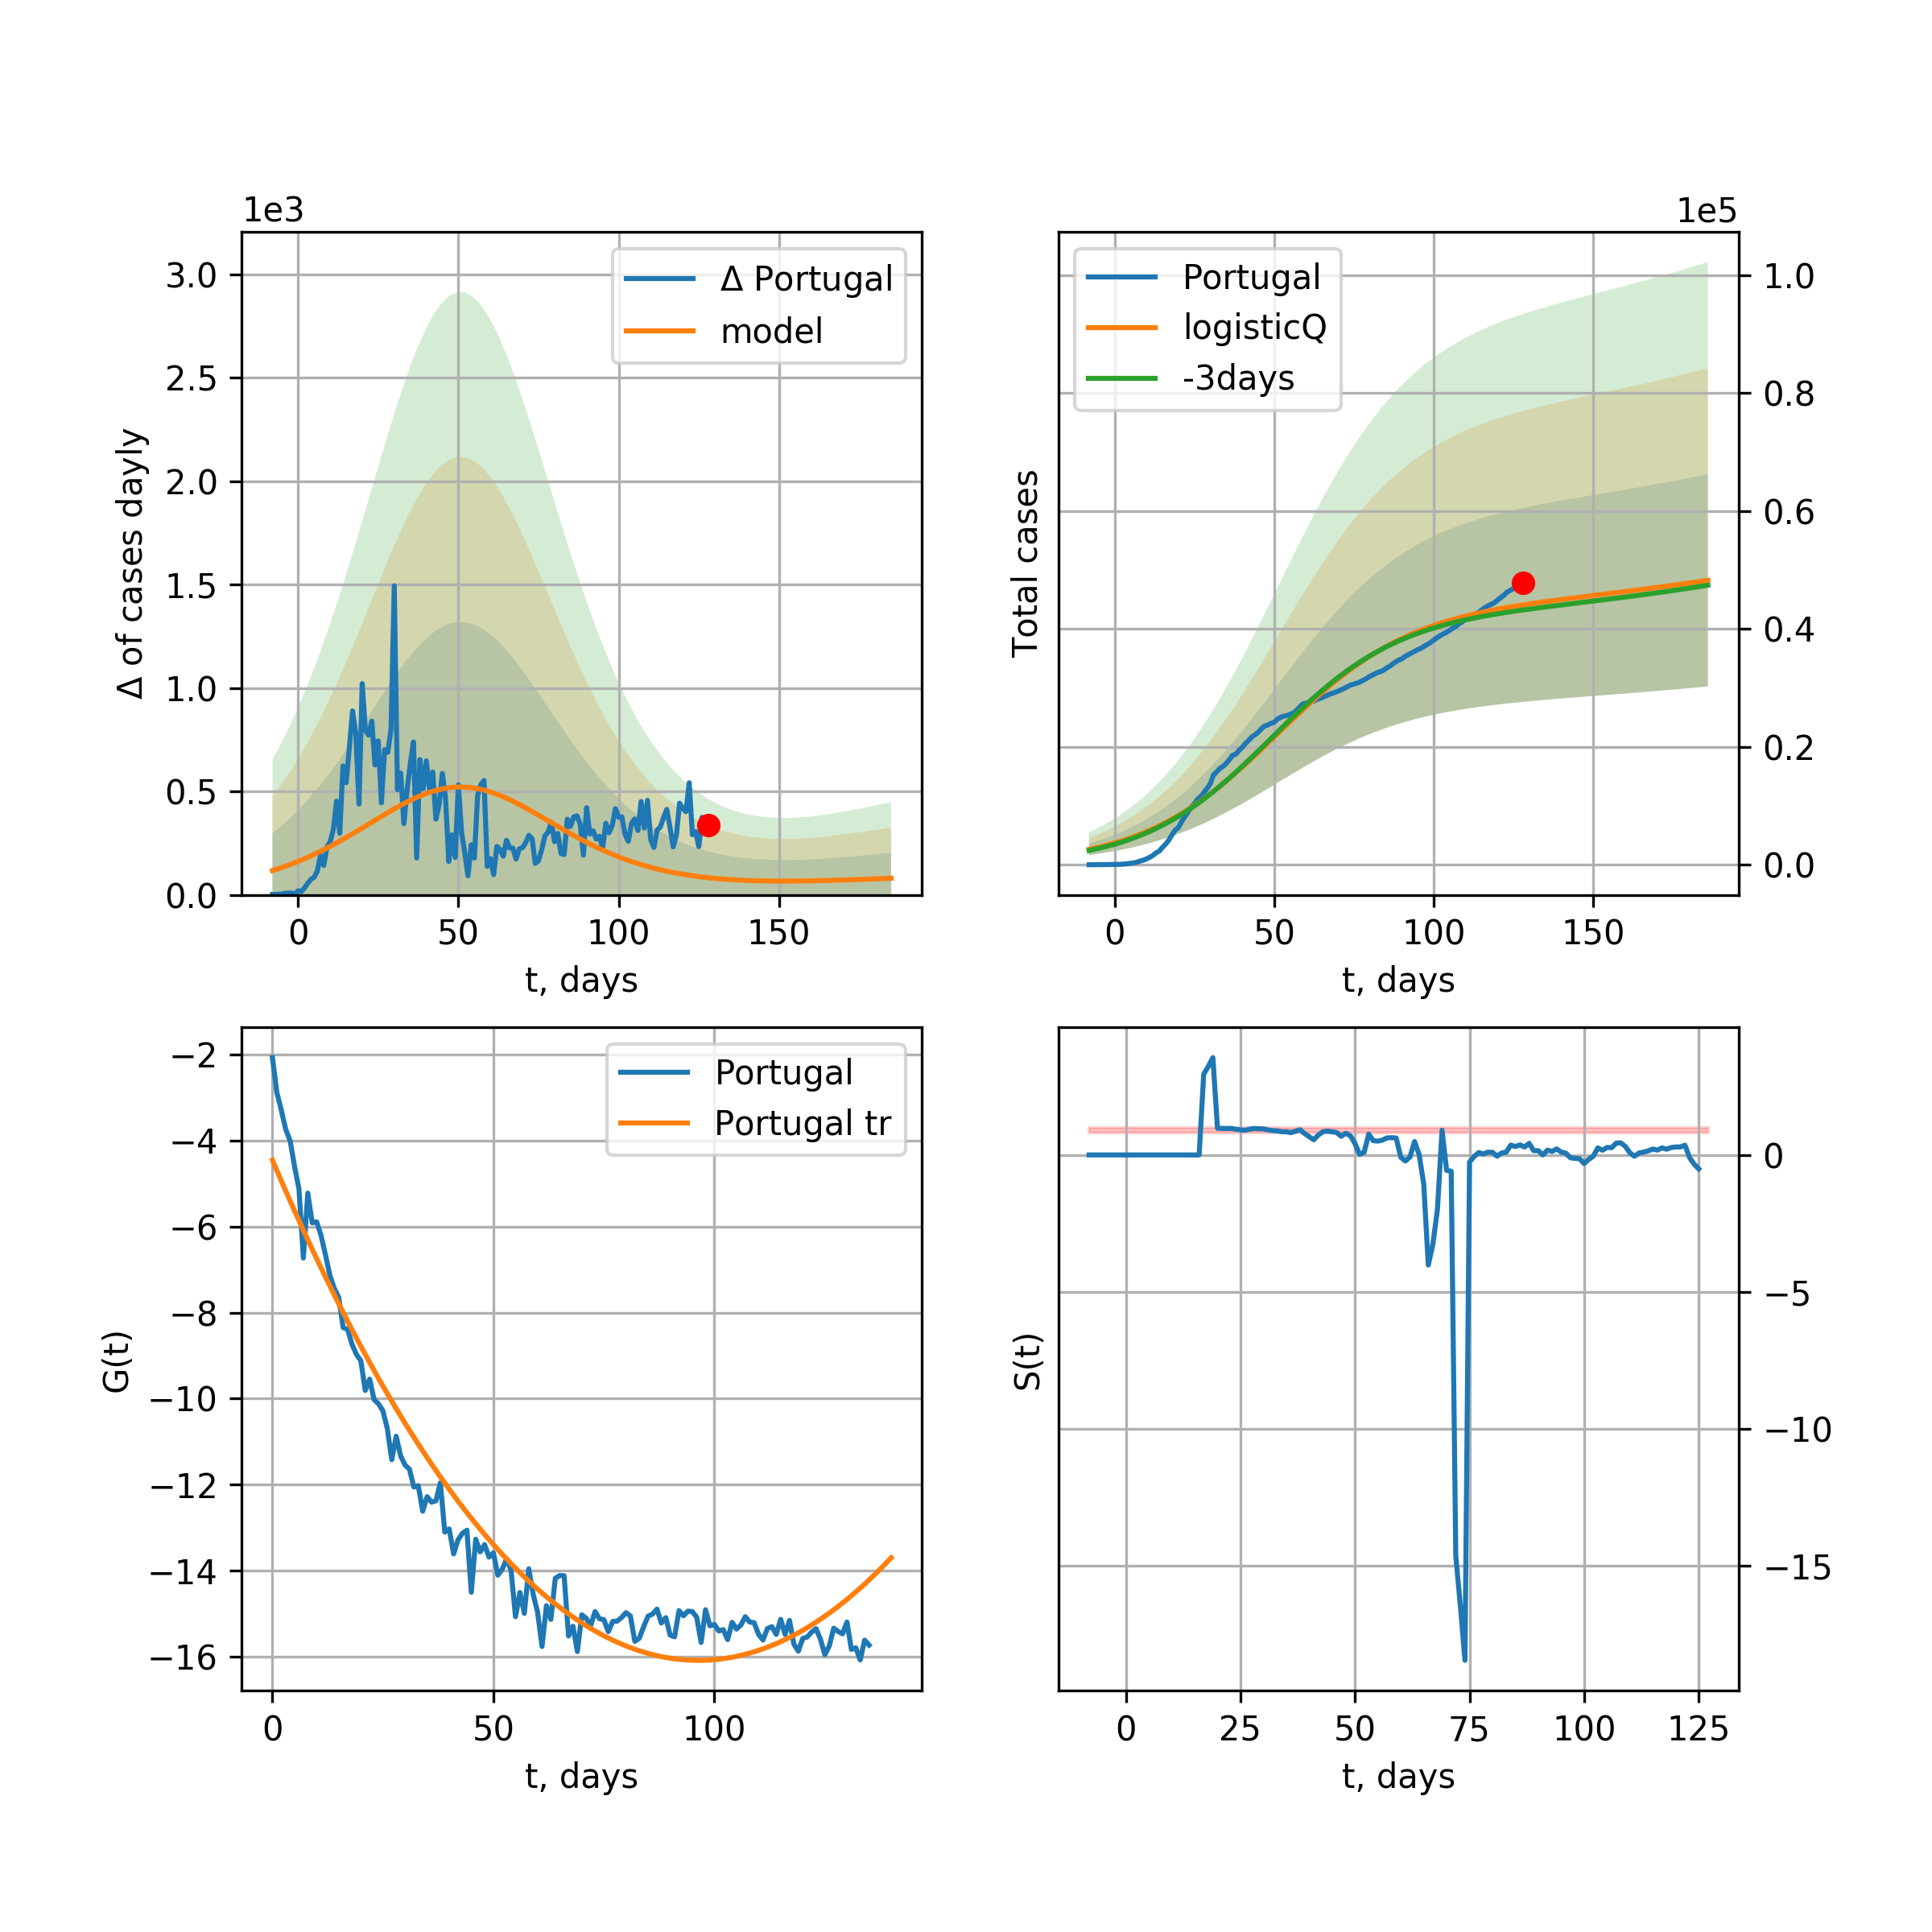 1e3
3.0
2.5
2.0
1.5
1.0
0.5
0.0
Δ of cases dayly
Δ Portugal
model
0
50
100
150
t, days
1e5
1.0
0.8
0.6
0.4
0.2
0.0
Total cases
Portugal
logisticQ
-3days
0
50
100
150
t, days
−2
−4
−6
−8
−10
−12
−14
−16
G(t)
Portugal
Portugal tr
0
50
100
t, days
0
−5
−10
−15
S(t)
0
25
50
75
100
125
t, days